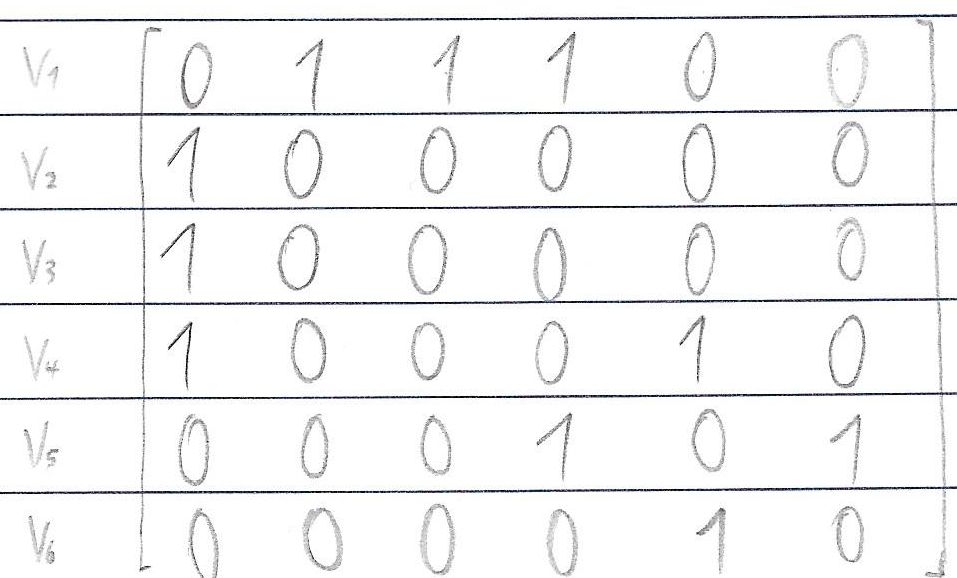 V1 0 1 1 1 0 0
V2 1 0 0 0 0 0
V3 1 0 0 0 0 0
V4 1 0 0 0 1 0
V5 0 0 0 1 0 1
V6 0 0 0 0 1 0